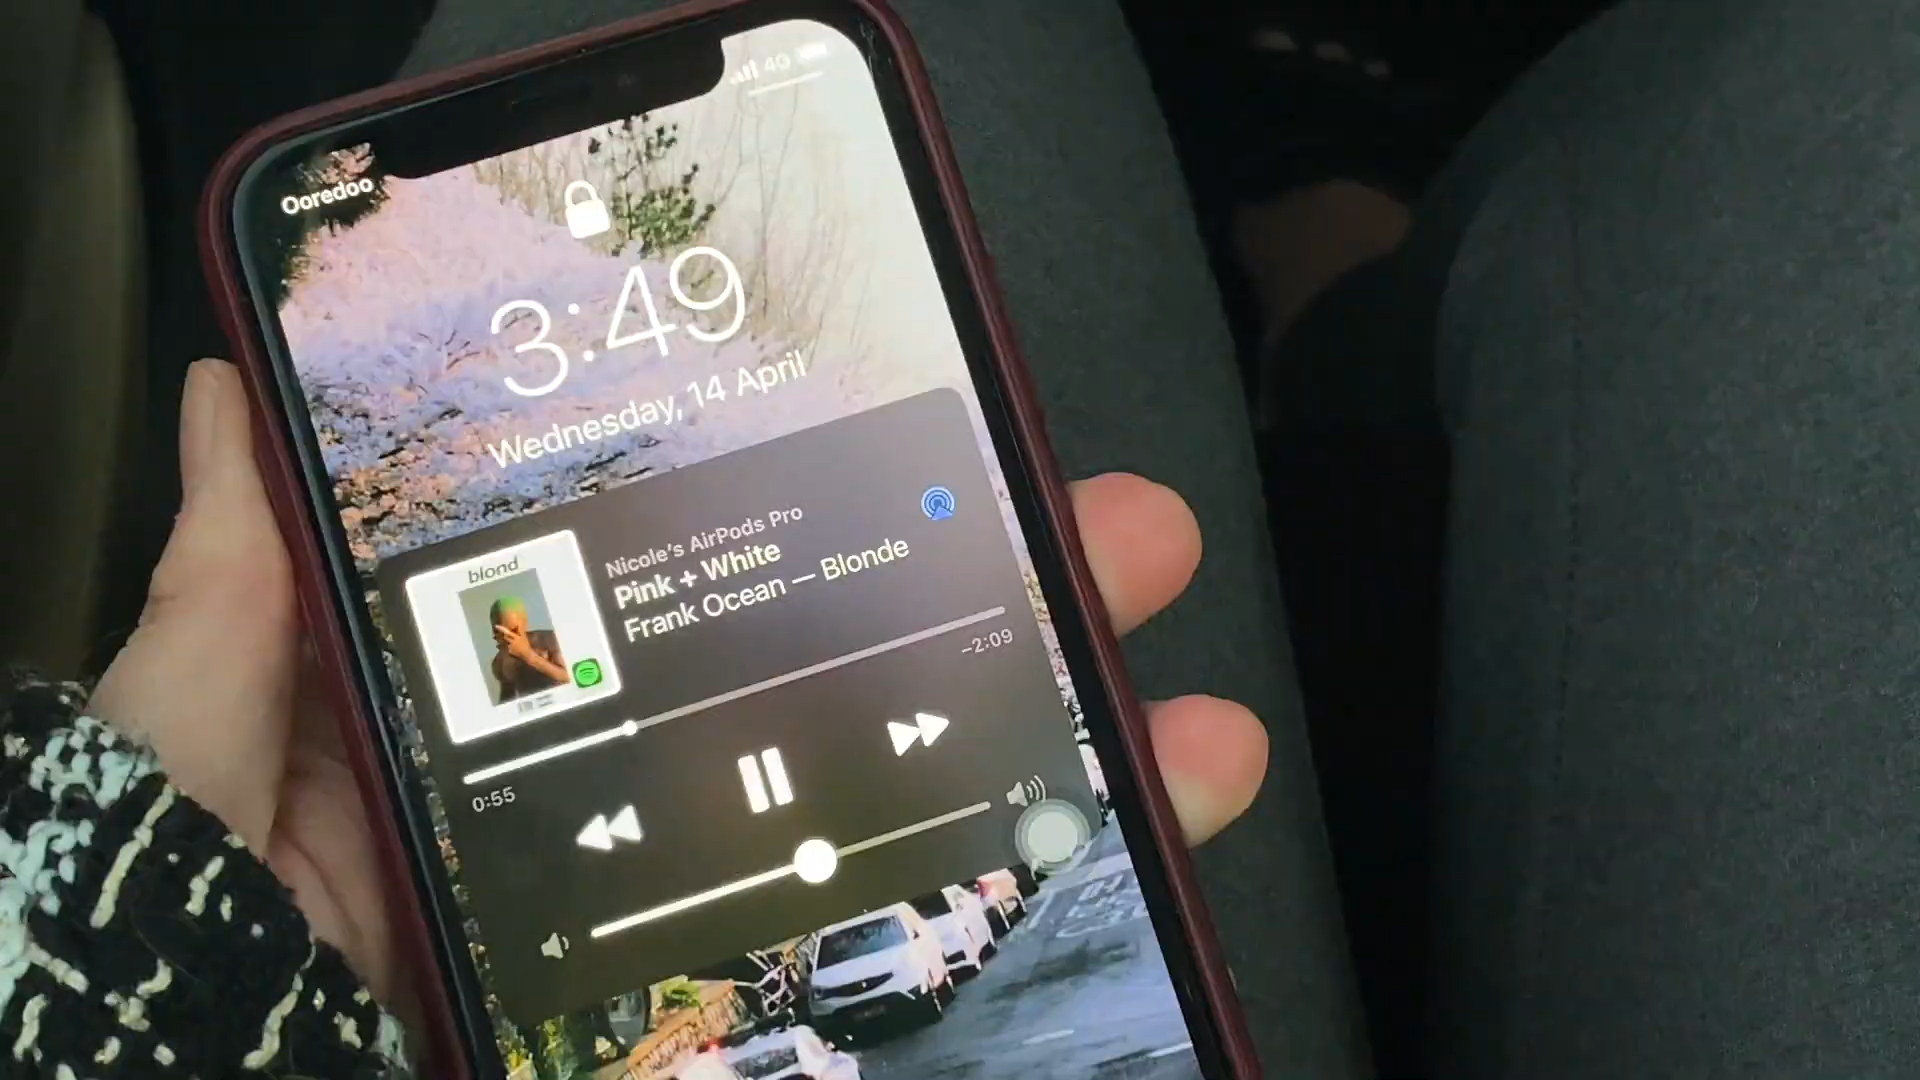 Ooredoo
4G
3:49
Wednesday, 14 April
blond
Nicole's AirPods Pro
Pink + White
Frank Ocean — Blonde
0:55
-2:09